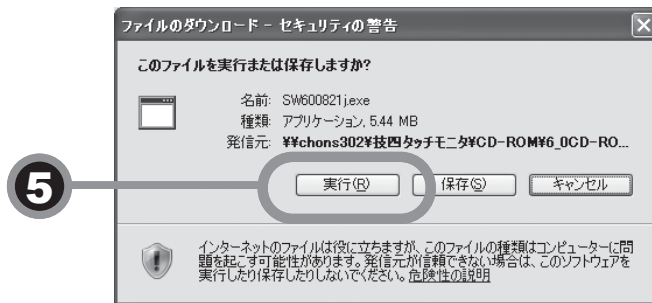 ファイルのダウンロード - セキュリティの警告
このファイルを実行または保存しますか?
名前: SW600821j.exe
種類: アプリケーション, 5.44 MB
発信元: ¥¥chons302¥技四タッチモニタ¥CD-ROM¥6_0CD-RO...
5
実行(R) 保存(S) キャンセル
インターネットのファイルは役に立ちますが、このファイルの種類はコンピューターに問
題を起こす可能性があります。発信元が信頼できない場合は、このソフトウェアを
実行したり保存したりしないでください。危険性の説明